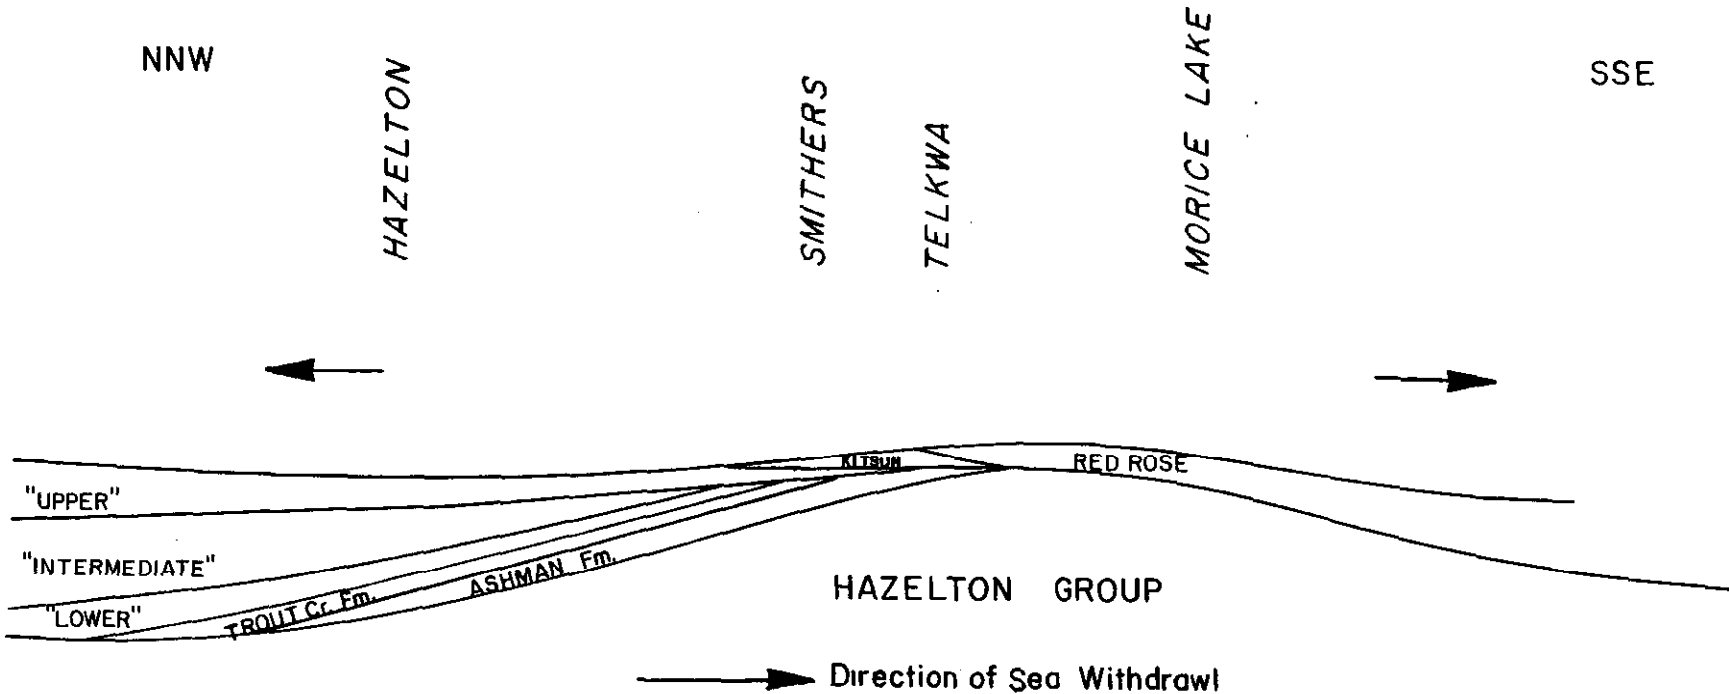 NNW
HAZELTON
SMITHERS
TELKWA
MORICE LAKE
SSE
KITSUN
RED ROSE
"UPPER"
"INTERMEDIATE"
"LOWER"
TROUT Cr. Fm.
ASHMAN Fm.
HAZELTON GROUP
Direction of Sea Withdrawl